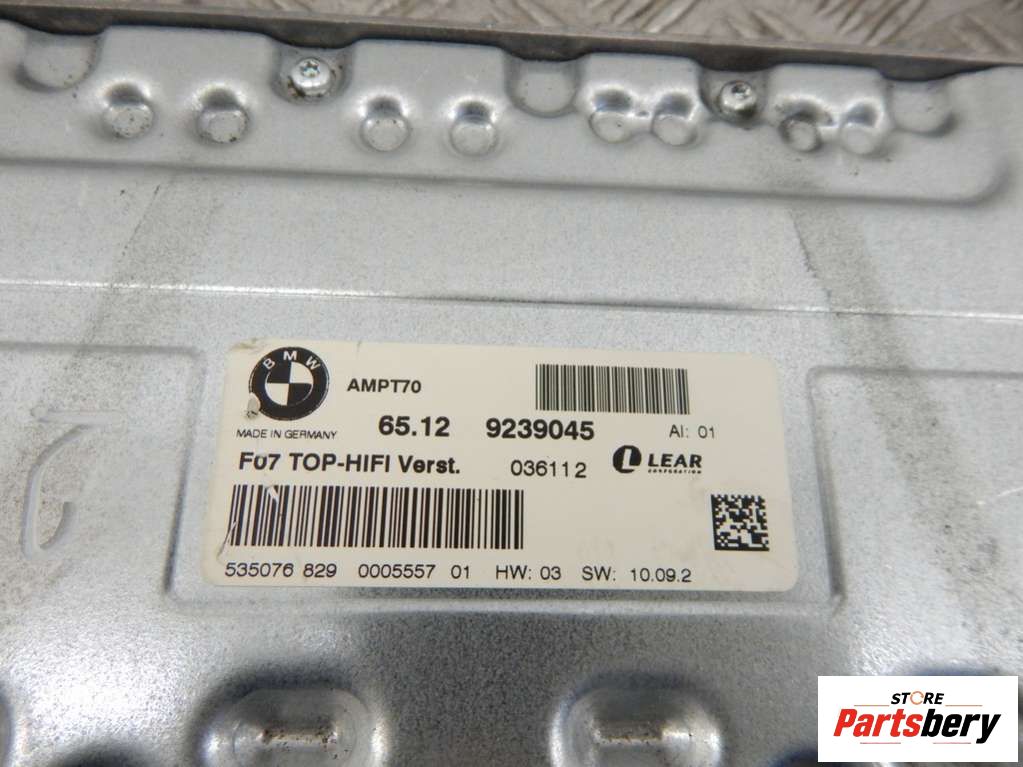 BMW
AMPT70
MADE IN GERMANY
65.12 9239045 AI: 01
F07 TOP-HIFI Verst. 036112 LEAR
CORPORATION
535076 829 0005557 01 HW: 03 SW: 10.09.2
STORE
Partsbery